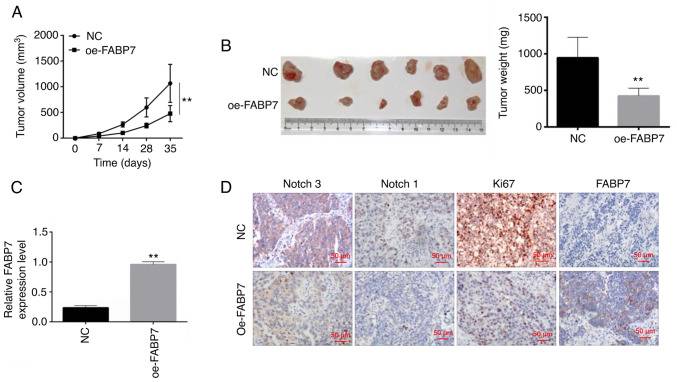 A
NC
oe-FABP7
Tumor volume (mm³)
2000
1500
1000
500
0
**
0 7 14 28 35
Time (days)
B
NC
oe-FABP7
Tumor weight (mg)
1500
1000
500
0
**
NC oe-FABP7
C
Relative FABP7
expression level
1.5
1.0
0.5
0.0
**
NC
oe-FABP7
D
Notch 3 Notch 1 Ki67 FABP7
NC
50 µm 50 µm 50 µm 50 µm
Oe-FABP7
50 µm 50 µm 50 µm 50 µm